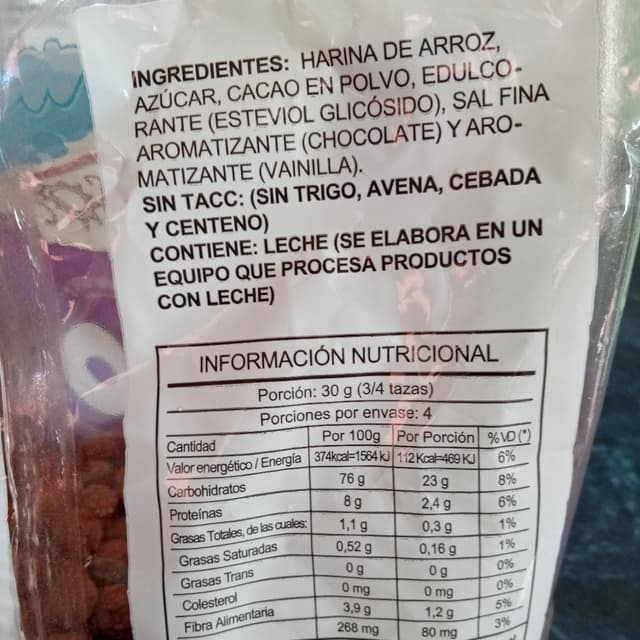 INGREDIENTES: HARINA DE ARROZ,
AZÚCAR, CACAO EN POLVO, EDULCO-
RANTE (ESTEVIOL GLICÓSIDO), SAL FINA
AROMATIZANTE (CHOCOLATE) Y ARO-
MATIZANTE (VAINILLA).
SIN TACC: (SIN TRIGO, AVENA, CEBADA
Y CENTENO)
CONTIENE: LECHE (SE ELABORA EN UN
EQUIPO QUE PROCESA PRODUCTOS
CON LECHE)
INFORMACIÓN NUTRICIONAL
Porción: 30 g (3/4 tazas)
Porciones por envase: 4
Cantidad Por 100g Por Porción %VD (*)
Valor energético / Energía 374kcal=1564 kJ 112 Kcal=469 KJ 6%
Carbohidratos 76 g 23 g 8%
Proteínas 8 g 2,4 g 6%
Grasas Totales, de las cuales: 1,1 g 0,3 g 1%
Grasas Saturadas 0,52 g 0,16 g 1%
Grasas Trans 0 g 0 g 0%
Colesterol 0 mg 0 mg 0%
Fibra Alimentaria 3,9 g 1,2 g 5%
268 mg 80 mg 3%